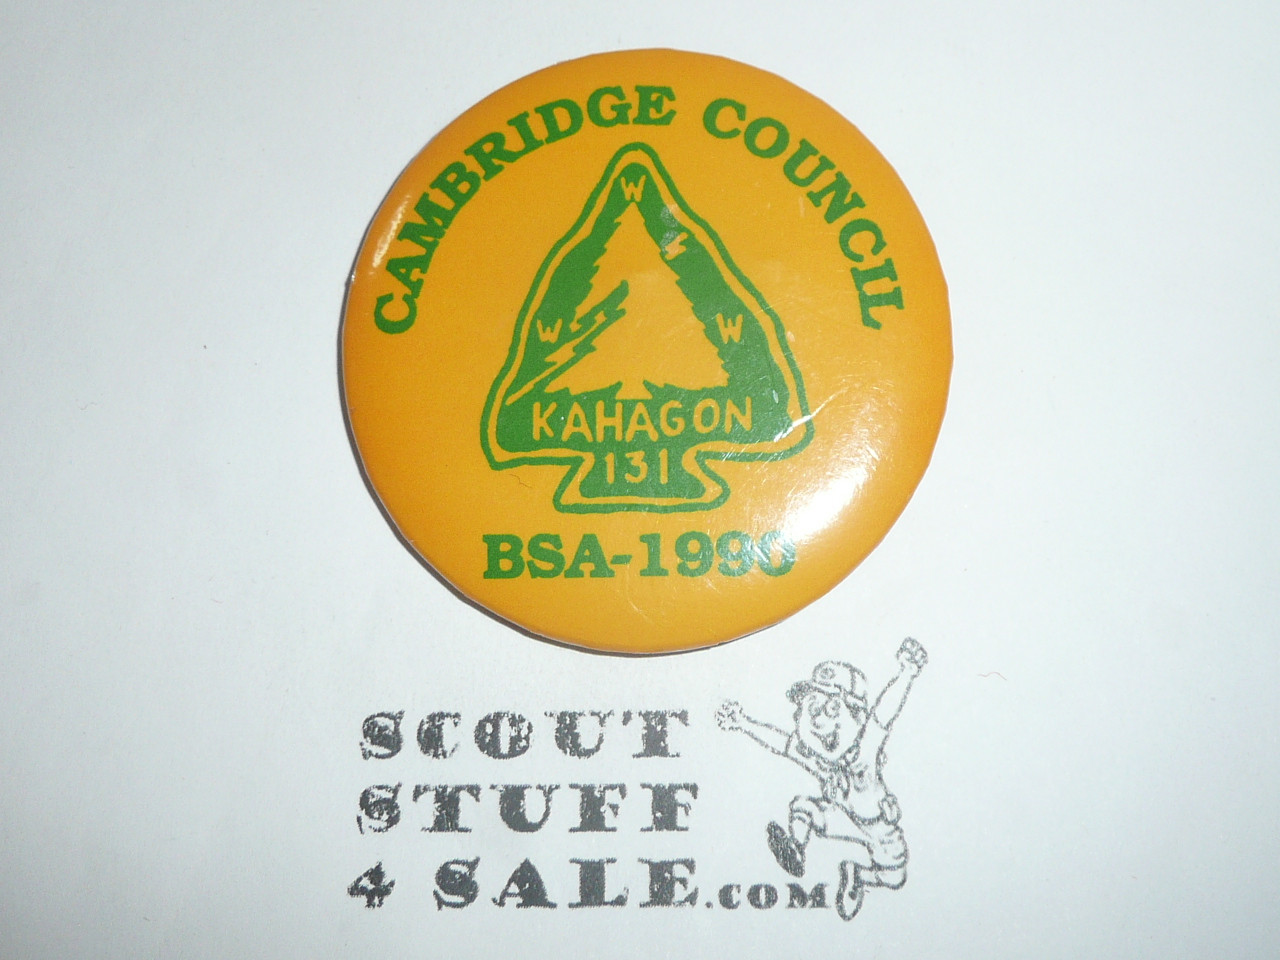 CAMBRIDGE COUNCIL
W
W W
KAHAGON
131
BSA-1990
SCOUT
STUFF
4 SALE.COM